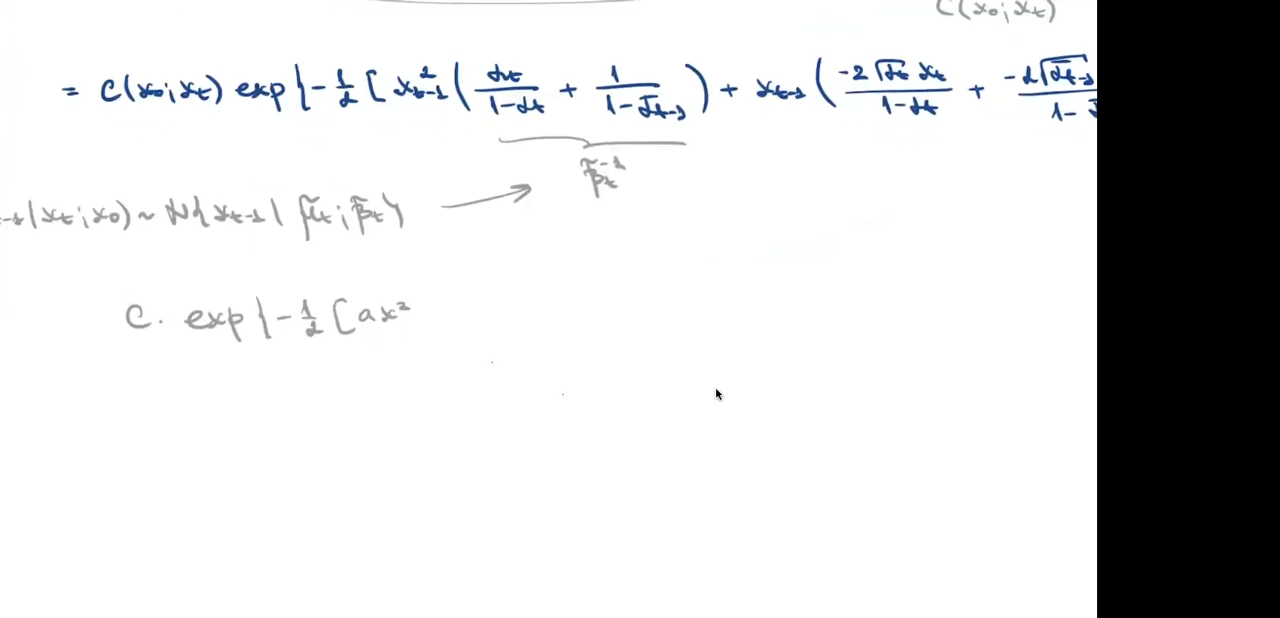 C(x₀; xₜ)
= C(x₀; xₜ) exp{-½[x²ₜ₋₁(αₜ/(1-αₜ) + 1/(1-ᾱₜ₋₁)) + xₜ₋₁(-2√αₜ xₜ/(1-αₜ) + -2√ᾱₜ₋₁/(1-
β̃ₜ⁻¹
₋₁|xₜ; x₀) ~ N{xₜ₋₁| μ̃ₜ; β̃ₜ}
C. exp{-½[ax²